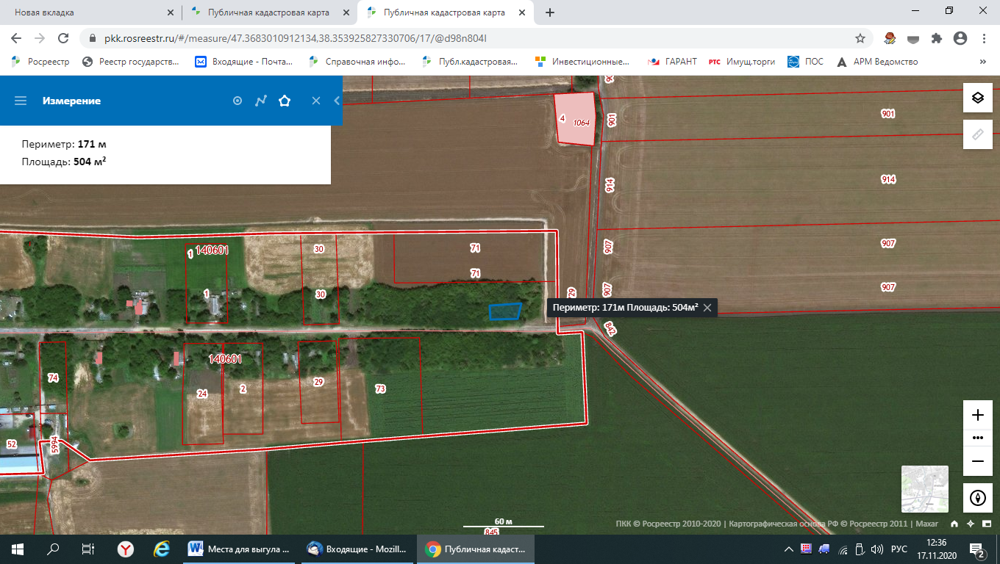 Новая вкладка
Публичная кадастровая карта
Публичная кадастровая карта
pkk.rosreestr.ru/#/measure/47.3683010912134,38.353925827330706/17/@d98n804l
Росреестр
Реестр государств...
Входящие - Почта...
Справочная инфо...
Публ.кадастровая...
Инвестиционные...
ГАРАНТ
РТС Имущ.торги
ПОС
АРМ Ведомство
»
Измерение
Периметр: 171 м
Площадь: 504 м²
4
1064
901
901
914
914
907
907
907
907
842
71
71
30
30
1
140601
1
Периметр: 171м Площадь: 504м²
140601
74
24
2
29
73
52
5994
845
60 м
ПКК © Росреестр 2010-2020 | Картографическая основа РФ © Росреестр 2011 | Maxar
Места для выгула ...
Входящие - Mozill...
Публичная кадаст...
РУС
12:36
17.11.2020
2